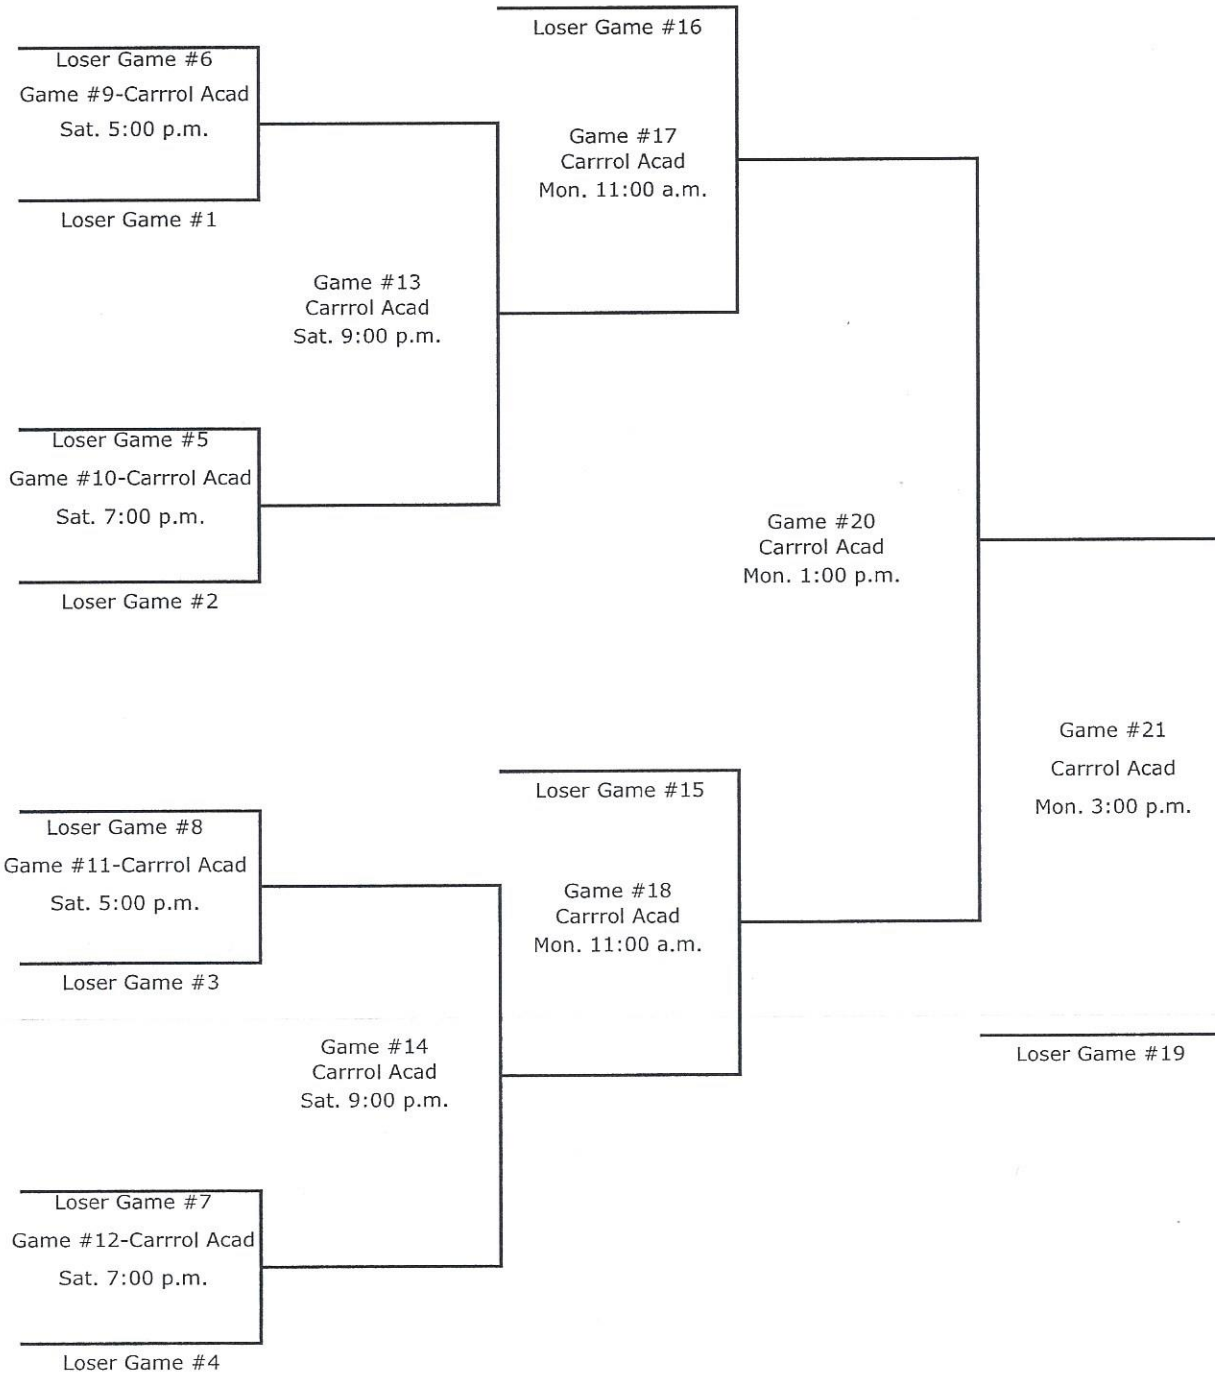 Loser Game #16
Loser Game #6
Game #9-Carrrol Acad
Sat. 5:00 p.m.
Loser Game #1
Game #17
Carrrol Acad
Mon. 11:00 a.m.
Game #13
Carrrol Acad
Sat. 9:00 p.m.
Loser Game #5
Game #10-Carrrol Acad
Sat. 7:00 p.m.
Loser Game #2
Game #20
Carrrol Acad
Mon. 1:00 p.m.
Game #21
Carrrol Acad
Mon. 3:00 p.m.
Loser Game #15
Loser Game #8
Game #11-Carrrol Acad
Sat. 5:00 p.m.
Loser Game #3
Game #18
Carrrol Acad
Mon. 11:00 a.m.
Game #14
Carrrol Acad
Sat. 9:00 p.m.
Loser Game #19
Loser Game #7
Game #12-Carrrol Acad
Sat. 7:00 p.m.
Loser Game #4